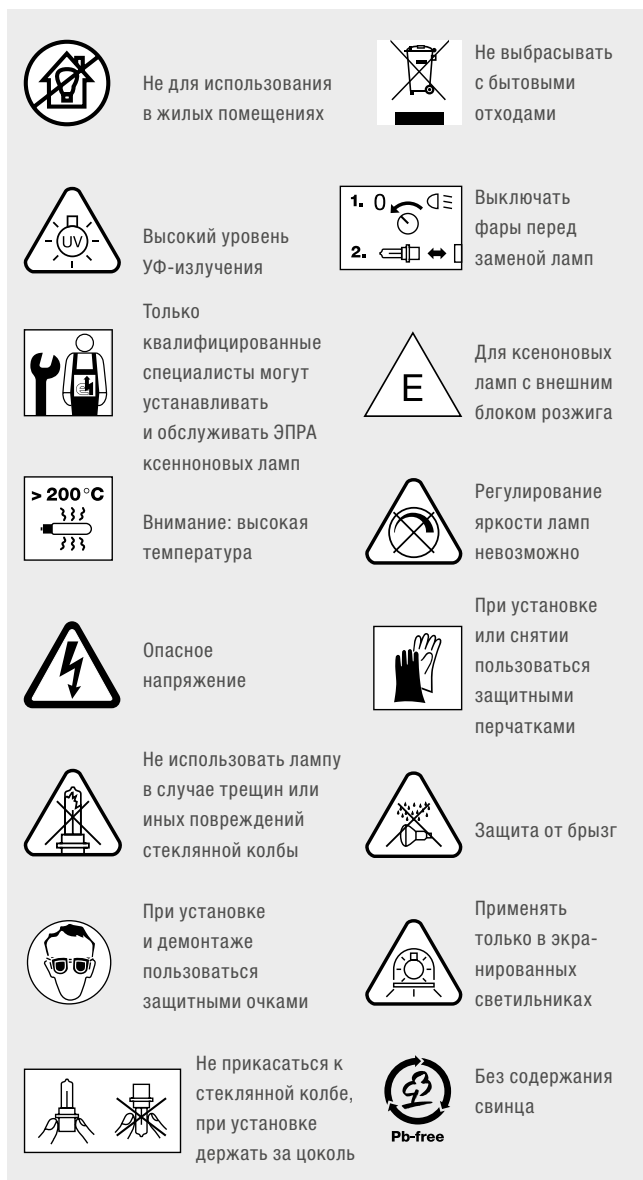 Не для использования
в жилых помещениях
Не выбрасывать
с бытовыми
отходами
UV
Высокий уровень
УФ-излучения
1. 0
2.
Выключать
фары перед
заменой ламп
Только
квалифицированные
специалисты могут
устанавливать
и обслуживать ЭПРА
ксенноновых ламп
E
Для ксеноновых
ламп с внешним
блоком розжига
> 200°C
Внимание: высокая
температура
Регулирование
яркости ламп
невозможно
Опасное
напряжение
При установке
или снятии
пользоваться
защитными
перчатками
Не использовать лампу
в случае трещин или
иных повреждений
стеклянной колбы
Защита от брызг
При установке
и демонтаже
пользоваться
защитными очками
Применять
только в экра-
нированных
светильниках
Не прикасаться к
стеклянной колбе,
при установке
держать за цоколь
Pb-free
Без содержания
свинца